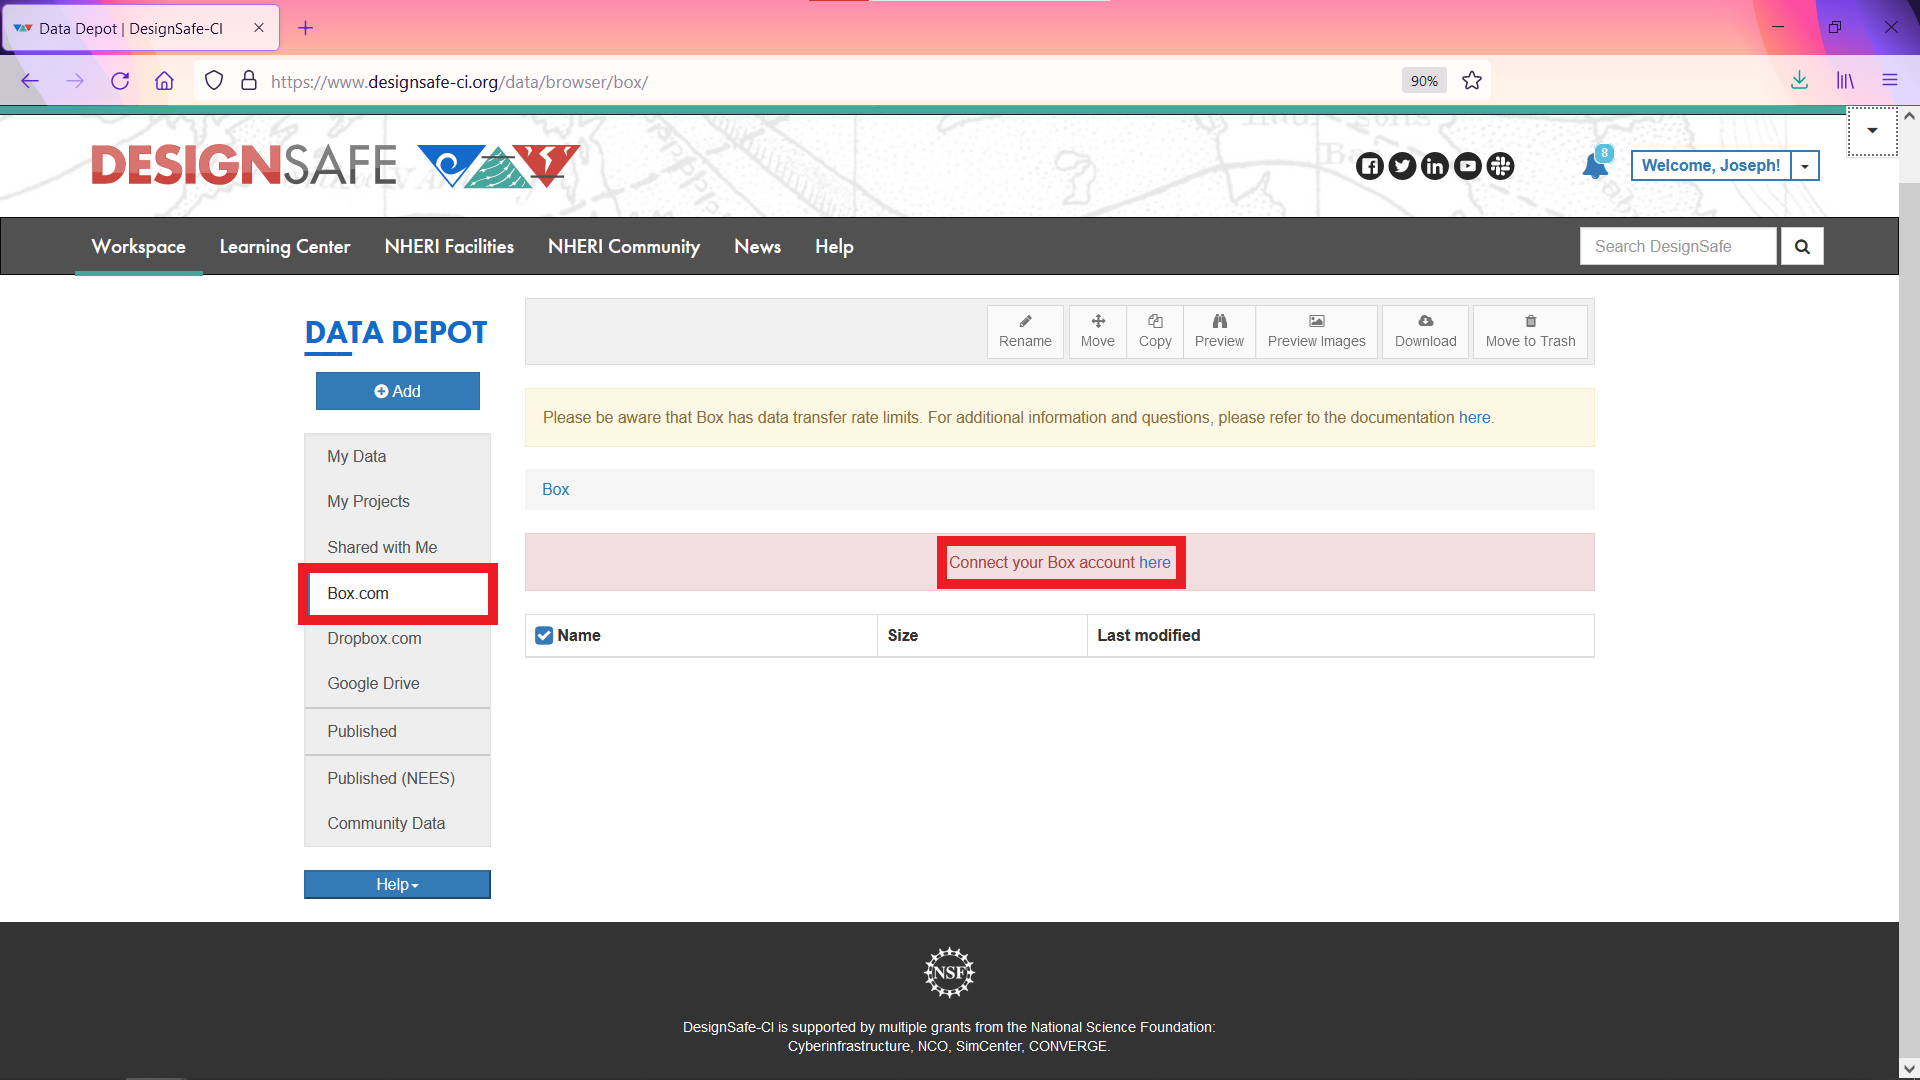 Data Depot | DesignSafe-CI
https://www.designsafe-ci.org/data/browser/box/
90%
DESIGNSAFE
8
Welcome, Joseph!
Workspace
Learning Center
NHERI Facilities
NHERI Community
News
Help
Search DesignSafe
DATA DEPOT
Add
My Data
My Projects
Shared with Me
Box.com
Dropbox.com
Google Drive
Published
Published (NEES)
Community Data
Help
Rename
Move
Copy
Preview
Preview Images
Download
Move to Trash
Please be aware that Box has data transfer rate limits. For additional information and questions, please refer to the documentation here.
Box
Connect your Box account here
Name
Size
Last modified
NSF
DesignSafe-CI is supported by multiple grants from the National Science Foundation:
Cyberinfrastructure, NCO, SimCenter, CONVERGE.